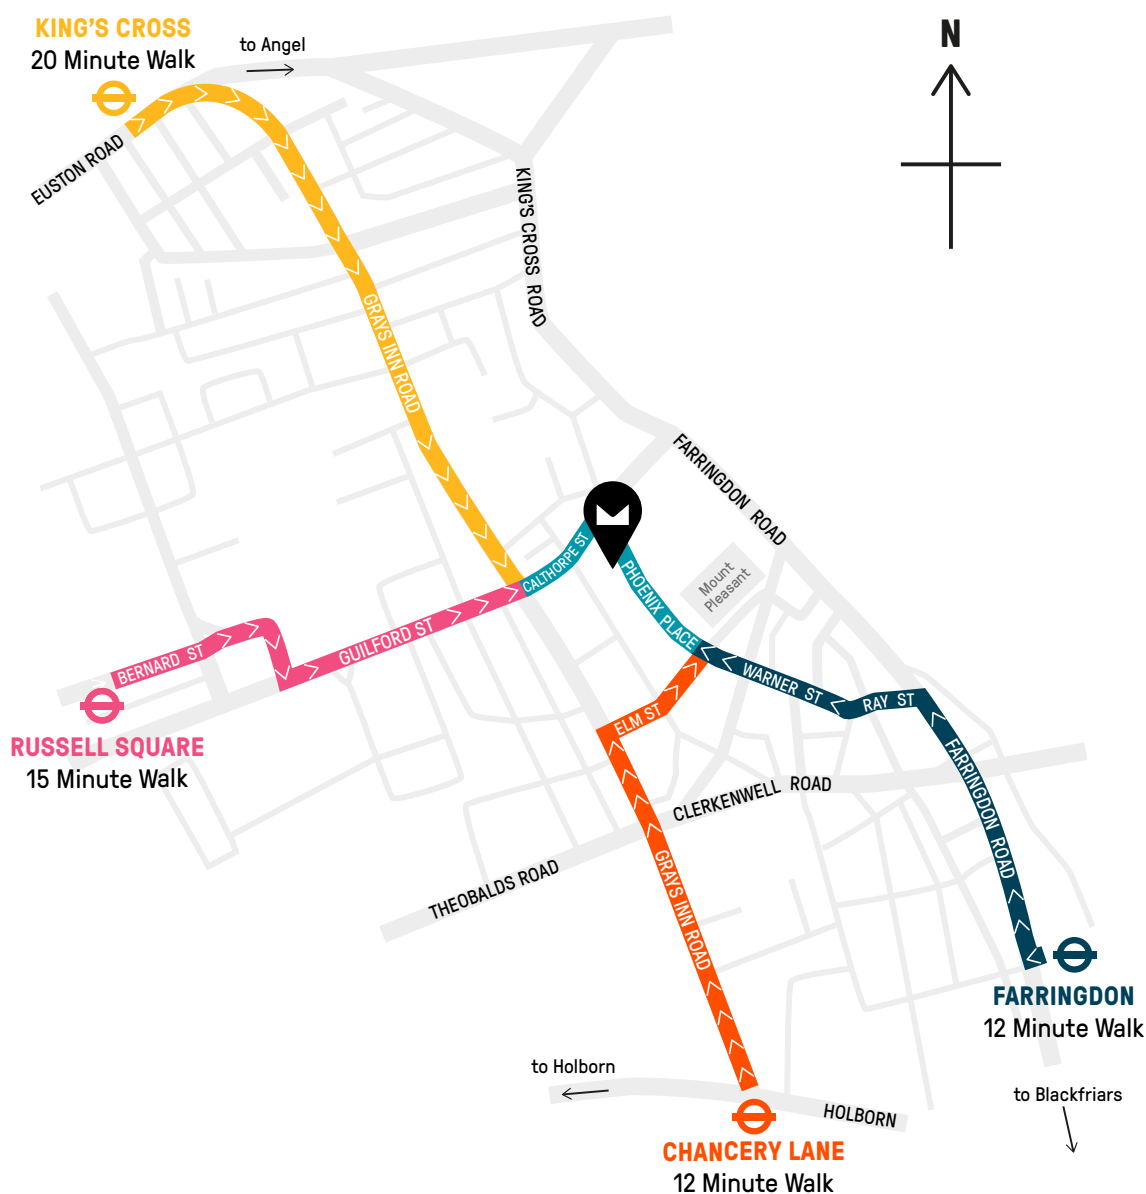 KING'S CROSS
20 Minute Walk
to Angel
N
EUSTON ROAD
KING'S CROSS ROAD
GRAYS INN ROAD
FARRINGDON ROAD
CALTHORPE ST
Mount
Pleasant
PHOENIX PLACE
BERNARD ST
GUILFORD ST
WARNER ST
RAY ST
ELM ST
RUSSELL SQUARE
15 Minute Walk
CLERKENWELL ROAD
FARRINGDON ROAD
THEOBALDS ROAD
GRAYS INN ROAD
FARRINGDON
12 Minute Walk
to Holborn
to Blackfriars
HOLBORN
CHANCERY LANE
12 Minute Walk